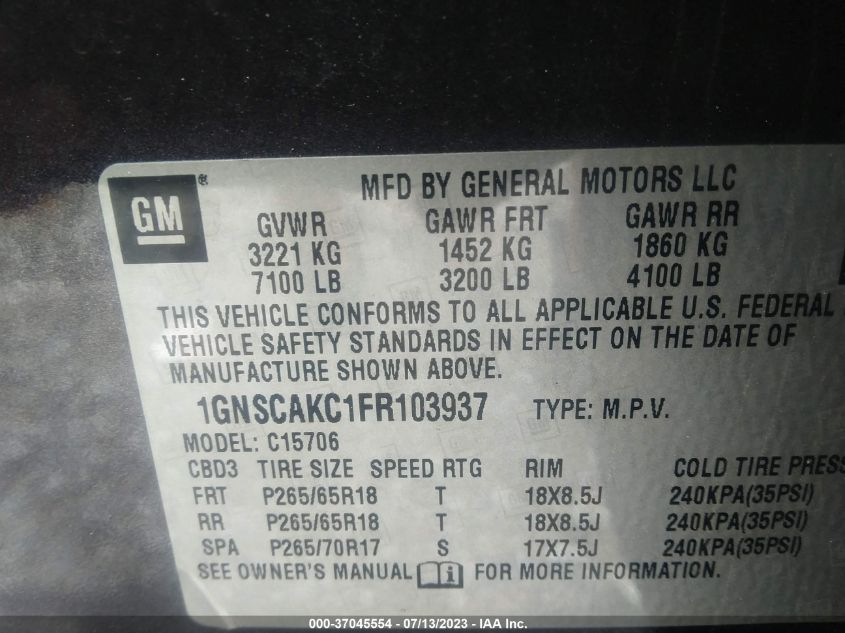 GM®
MFD BY GENERAL MOTORS LLC
GVWR GAWR FRT GAWR RR
3221 KG 1452 KG 1860 KG
7100 LB 3200 LB 4100 LB
THIS VEHICLE CONFORMS TO ALL APPLICABLE U.S. FEDERAL
VEHICLE SAFETY STANDARDS IN EFFECT ON THE DATE OF
MANUFACTURE SHOWN ABOVE.
1GNSCAKC1FR103937 TYPE: M.P.V.
MODEL: C15706
CBD3 TIRE SIZE SPEED RTG RIM COLD TIRE PRESS
FRT P265/65R18 T 18X8.5J 240KPA(35PSI)
RR P265/65R18 T 18X8.5J 240KPA(35PSI)
SPA P265/70R17 S 17X7.5J 240KPA(35PSI)
SEE OWNER'S MANUAL i FOR MORE INFORMATION.
000-37045554 - 07/13/2023 - IAA Inc.